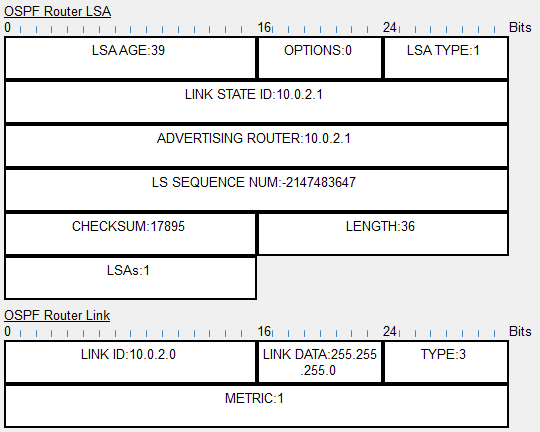 OSPF Router LSA
0 16 24 Bits
LSA AGE:39 OPTIONS:0 LSA TYPE:1
LINK STATE ID:10.0.2.1
ADVERTISING ROUTER:10.0.2.1
LS SEQUENCE NUM:-2147483647
CHECKSUM:17895 LENGTH:36
LSAs:1
OSPF Router Link
0 16 24 Bits
LINK ID:10.0.2.0 LINK DATA:255.255 TYPE:3
.255.0
METRIC:1